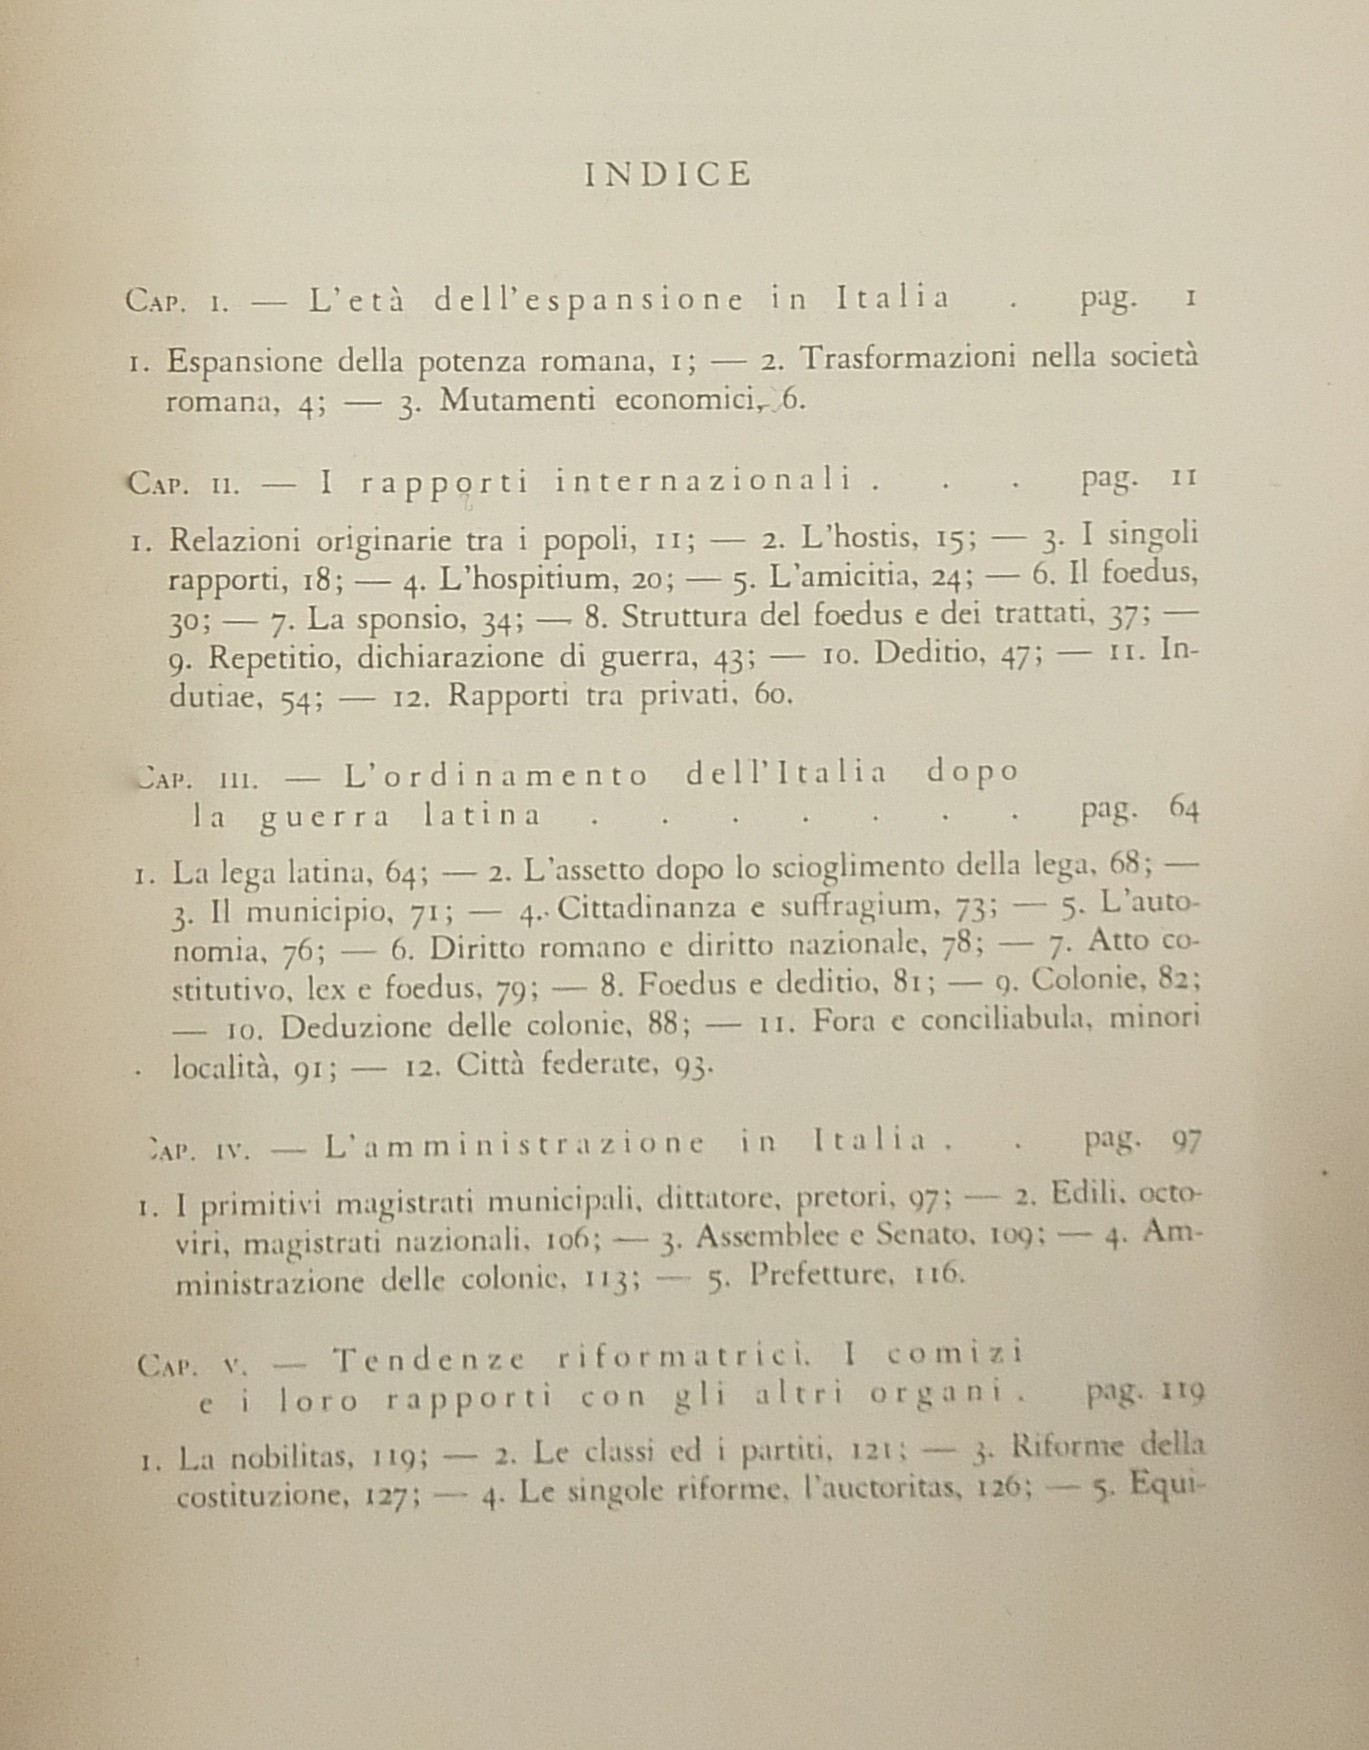 INDICE
CAP. I. — L'età dell'espansione in Italia . pag. 1
1. Espansione della potenza romana, 1; — 2. Trasformazioni nella società
romana, 4; — 3. Mutamenti economici, 6.
CAP. II. — I rapporti internazionali . . . pag. 11
1. Relazioni originarie tra i popoli, 11; — 2. L'hostis, 15; — 3. I singoli
rapporti, 18; — 4. L'hospitium, 20; — 5. L'amicitia, 24; — 6. Il foedus,
30; — 7. La sponsio, 34; — 8. Struttura del foedus e dei trattati, 37; —
9. Repetitio, dichiarazione di guerra, 43; — 10. Deditio, 47; — 11. In-
dutiae, 54; — 12. Rapporti tra privati, 60.
CAP. III. — L'ordinamento dell'Italia dopo
la guerra latina . . . . . . . pag. 64
1. La lega latina, 64; — 2. L'assetto dopo lo scioglimento della lega, 68; —
3. Il municipio, 71; — 4. Cittadinanza e suffragium, 73; — 5. L'auto-
nomia, 76; — 6. Diritto romano e diritto nazionale, 78; — 7. Atto co-
stitutivo, lex e foedus, 79; — 8. Foedus e deditio, 81; — 9. Colonie, 82;
— 10. Deduzione delle colonie, 88; — 11. Fora e conciliabula, minori
località, 91; — 12. Città federate, 93.
CAP. IV. — L'amministrazione in Italia . . pag. 97
1. I primitivi magistrati municipali, dittatore, pretori, 97; — 2. Edili, octo-
viri, magistrati nazionali, 106; — 3. Assemblee e Senato, 109; — 4. Am-
ministrazione delle colonie, 113; — 5. Prefetture, 116.
CAP. V. — Tendenze riformatrici. I comizi
e i loro rapporti con gli altri organi . pag. 119
1. La nobilitas, 119; — 2. Le classi ed i partiti, 121; — 3. Riforme della
costituzione, 127; — 4. Le singole riforme, l'auctoritas, 126; — 5. Equi-